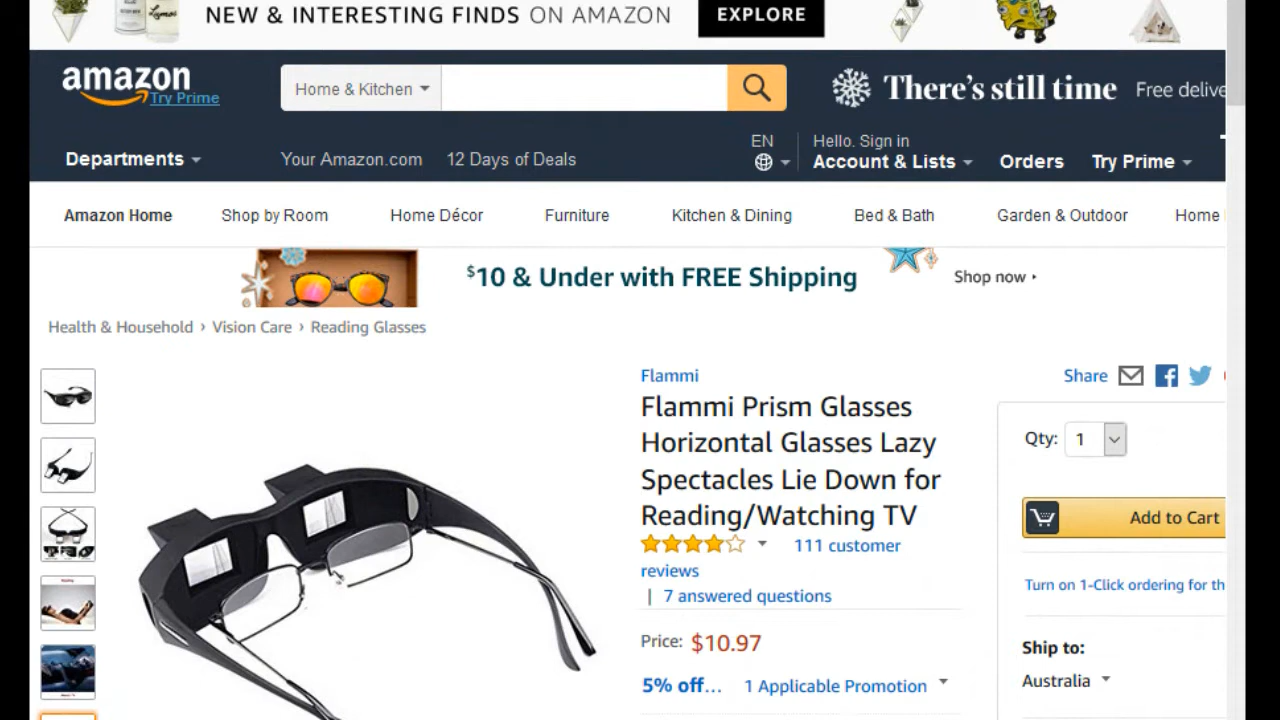 NEW & INTERESTING FINDS ON AMAZON EXPLORE
amazon
Try Prime
Home & Kitchen
There's still time Free delive
Departments
Your Amazon.com 12 Days of Deals
EN
Hello. Sign in
Account & Lists
Orders
Try Prime
Amazon Home Shop by Room Home Décor Furniture Kitchen & Dining Bed & Bath Garden & Outdoor Home
$10 & Under with FREE Shipping Shop now
Health & Household › Vision Care › Reading Glasses
Flammi
Share
Flammi Prism Glasses
Horizontal Glasses Lazy
Spectacles Lie Down for
Reading/Watching TV
111 customer
reviews
| 7 answered questions
Price: $10.97
5% off... 1 Applicable Promotion
Qty: 1
Add to Cart
Turn on 1-Click ordering for th
Ship to:
Australia